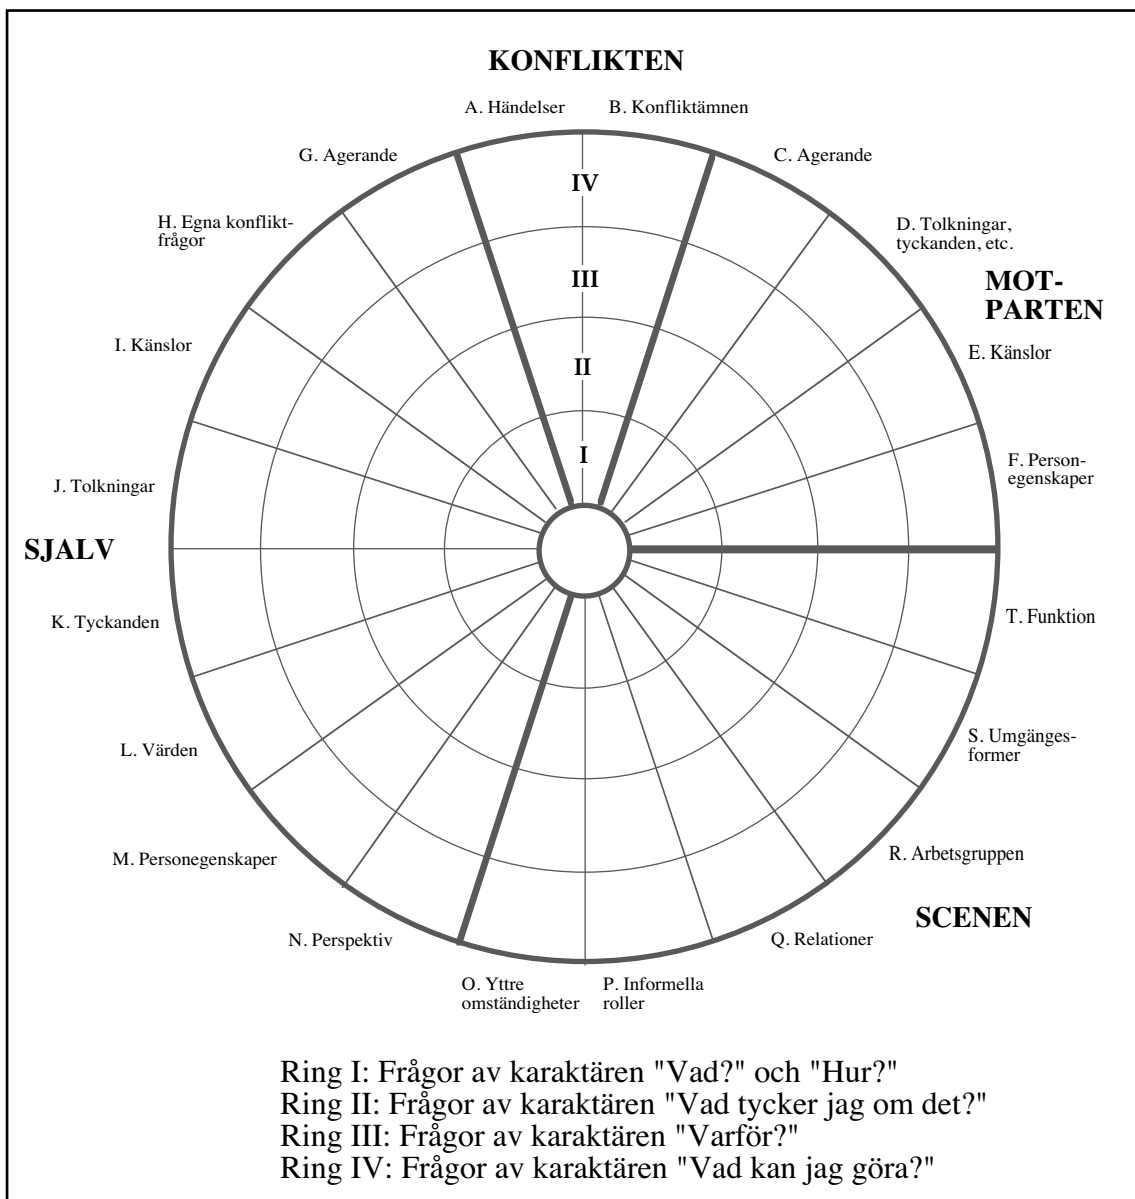 KONFLIKTEN
A. Händelser
B. Konfliktämnen
G. Agerande
C. Agerande
IV
H. Egna konflikt-
frågor
D. Tolkningar,
tyckanden, etc.
III
MOT-
PARTEN
I. Känslor
E. Känslor
II
I
F. Person-
egenskaper
J. Tolkningar
SJALV
K. Tyckanden
T. Funktion
L. Värden
S. Umgänges-
former
M. Personegenskaper
R. Arbetsgruppen
SCENEN
N. Perspektiv
Q. Relationer
O. Yttre
omständigheter
P. Informella
roller
Ring I: Frågor av karaktären "Vad?" och "Hur?"
Ring II: Frågor av karaktären "Vad tycker jag om det?"
Ring III: Frågor av karaktären "Varför?"
Ring IV: Frågor av karaktären "Vad kan jag göra?"